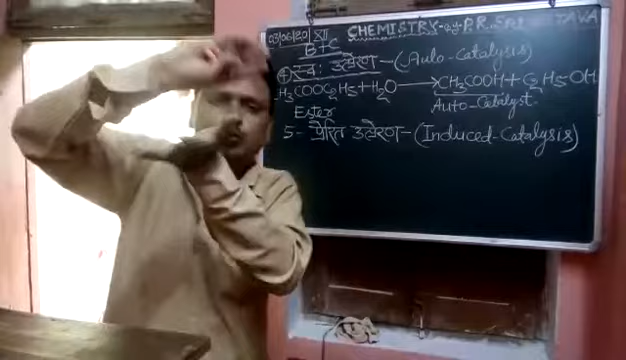 03/06/20 XII CHEMISTRY-by-P.R.
B+C
④ स्वः उत्प्रेरण - (Auto-Catalysis)
H₃COOC₂H₅+H₂O ⟶ CH₃COOH+C₂H₅-OH
Ester Auto-Catalyst.
5- प्रेरित उत्प्रेरण- (Induced-Catalysis)